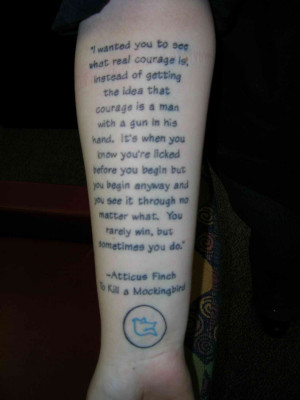 "I wanted you to see
what real courage is,
instead of getting
the idea that
courage is a man
with a gun in his
hand. It's when you
know you're licked
before you begin but
you begin anyway and
you see it through no
matter what. You
rarely win, but
sometimes you do."
-Atticus Finch
To Kill a Mockingbird